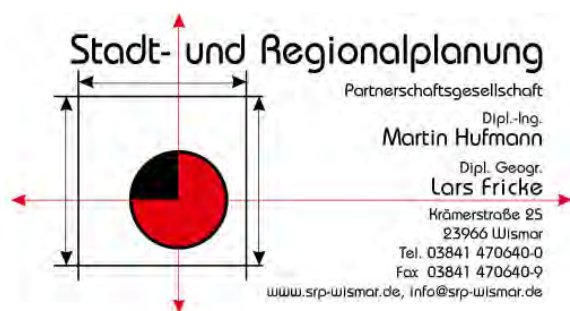 Stadt- und Regionalplanung
Partnerschaftsgesellschaft
Dipl.-Ing.
Martin Hufmann
Dipl. Geogr.
Lars Fricke
Krämerstraße 25
23966 Wismar
Tel. 03841 470640-0
Fax 03841 470640-9
www.srp-wismar.de, info@srp-wismar.de